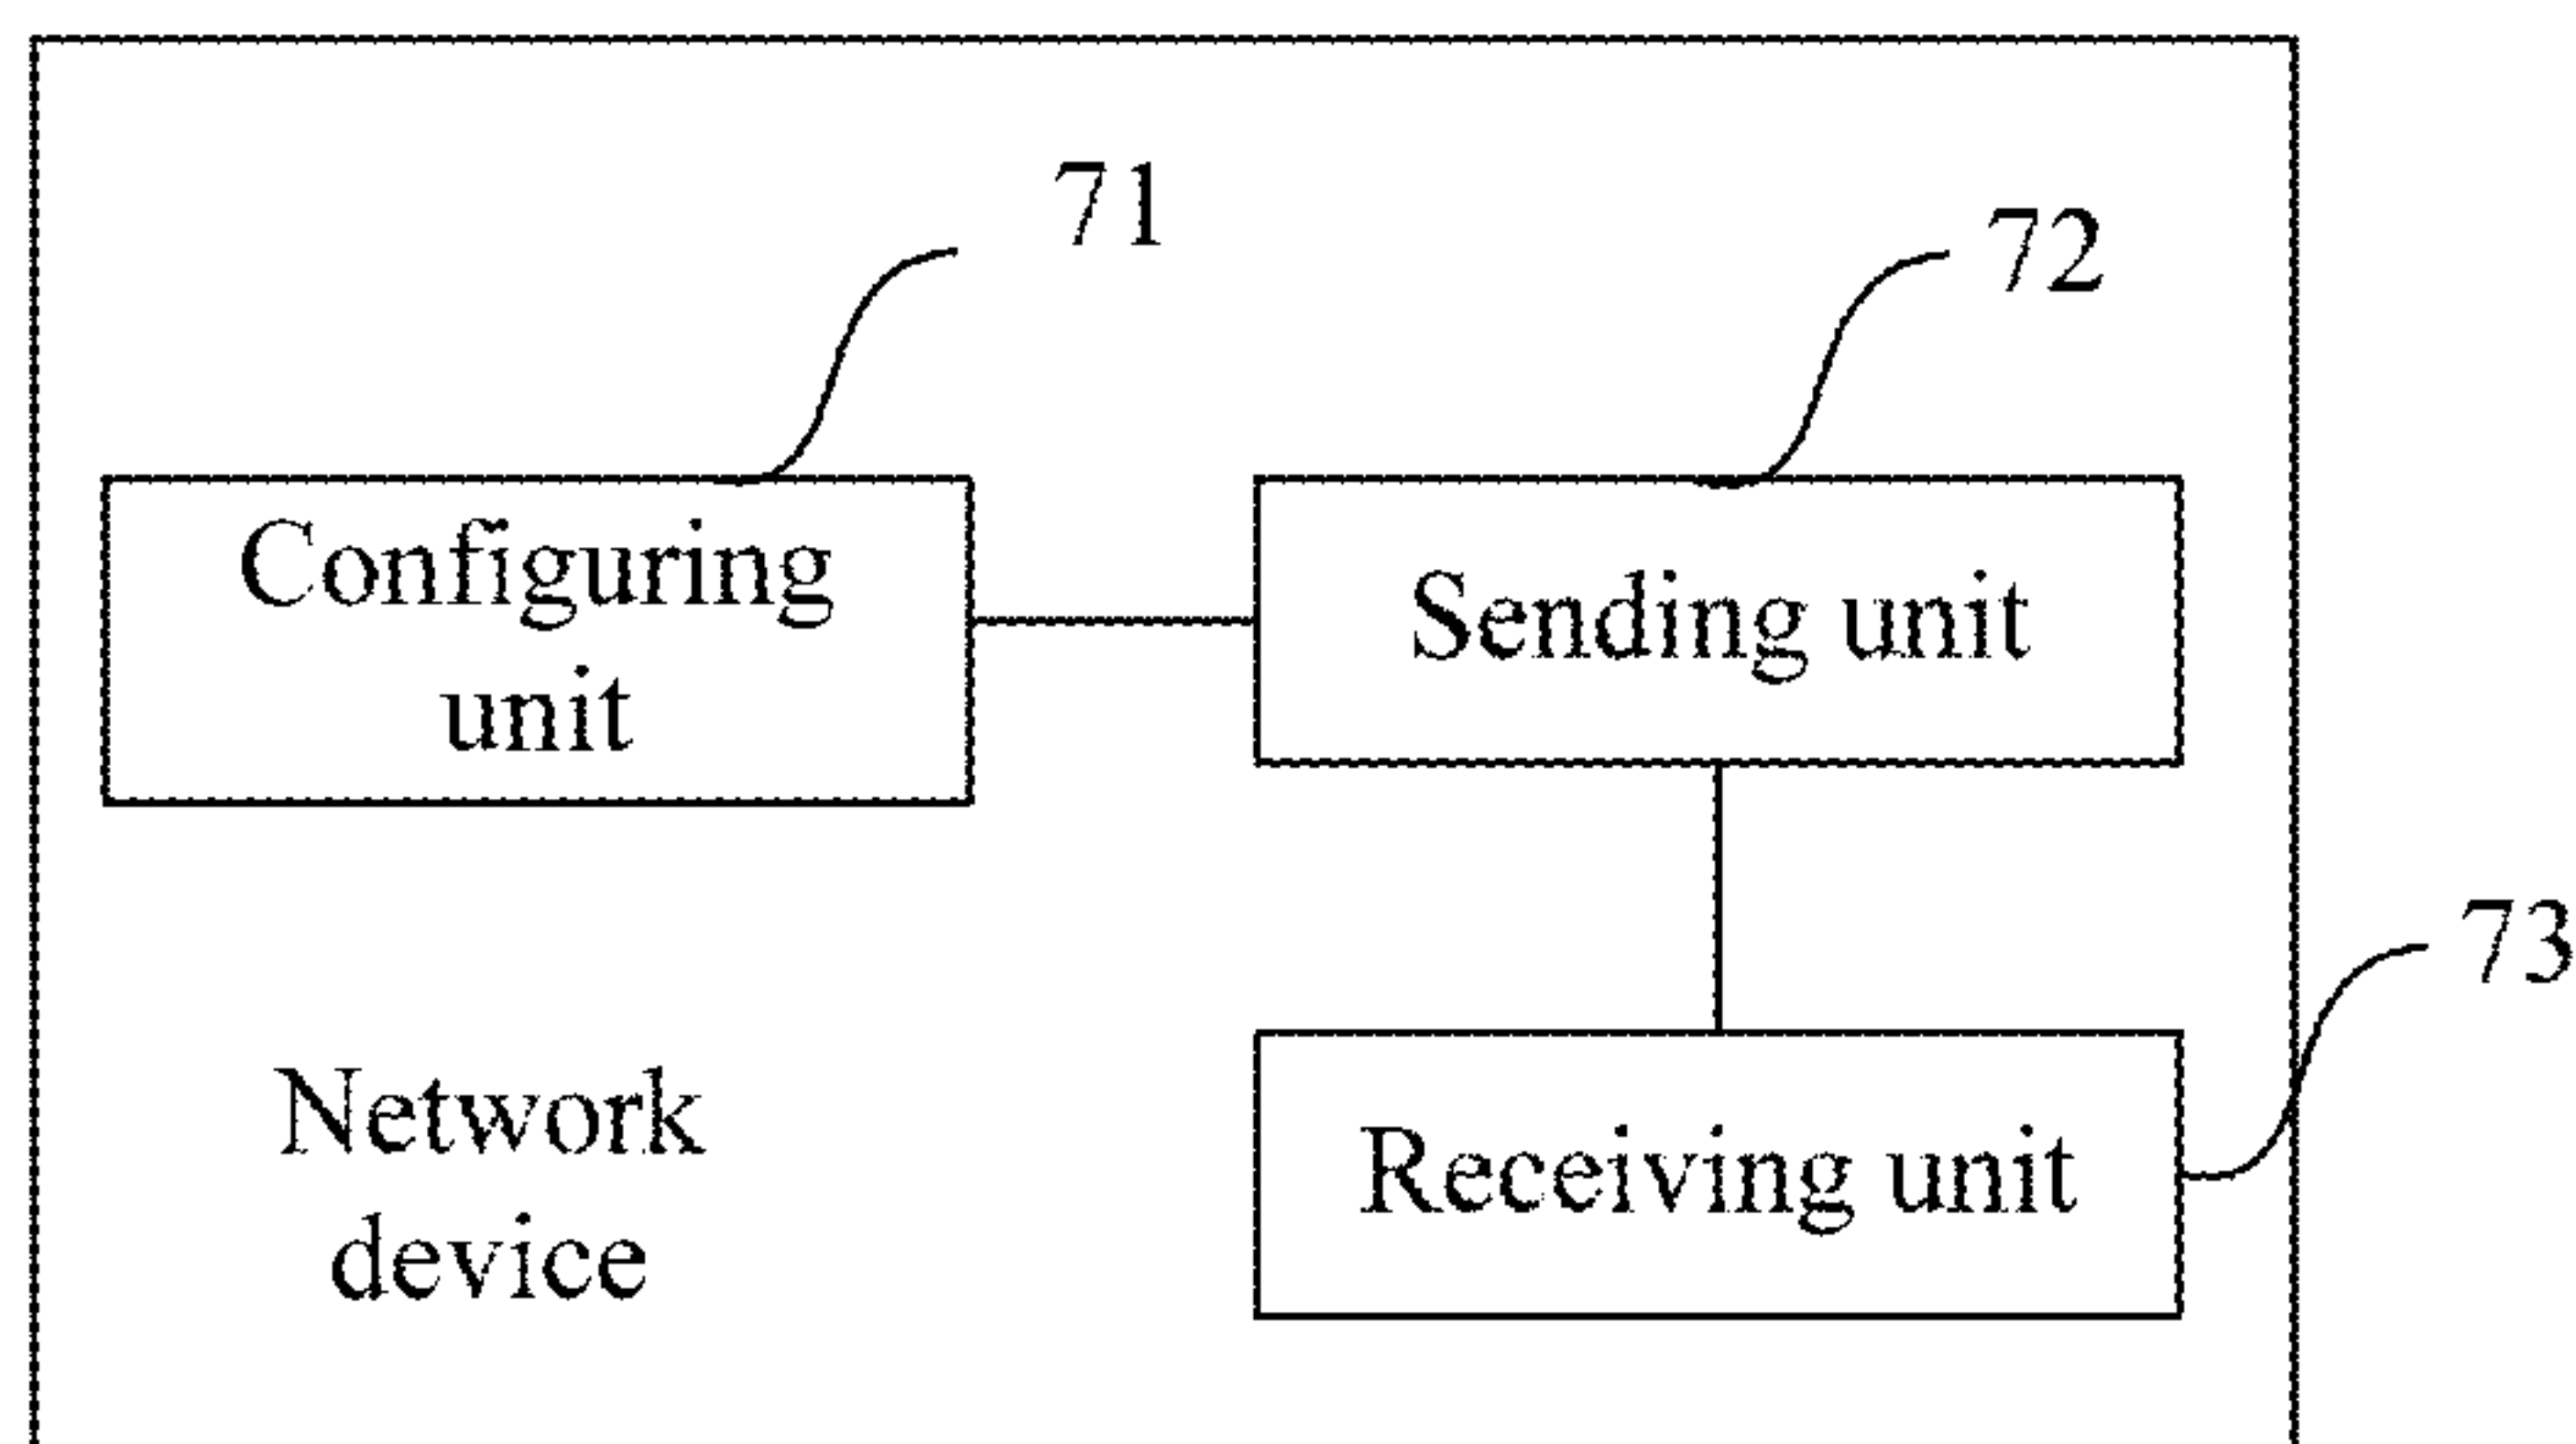 71
72
Configuring
unit
Sending unit
73
Network
device
Receiving unit